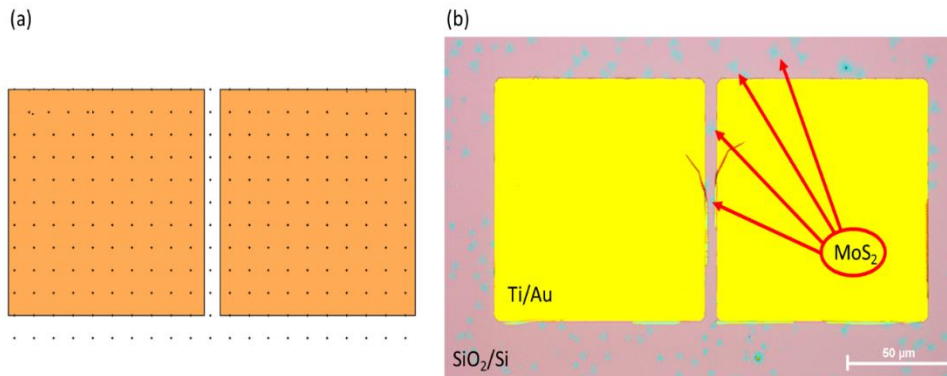 (a)
(b)
MoS₂
Ti/Au
SiO₂/Si
50 µm